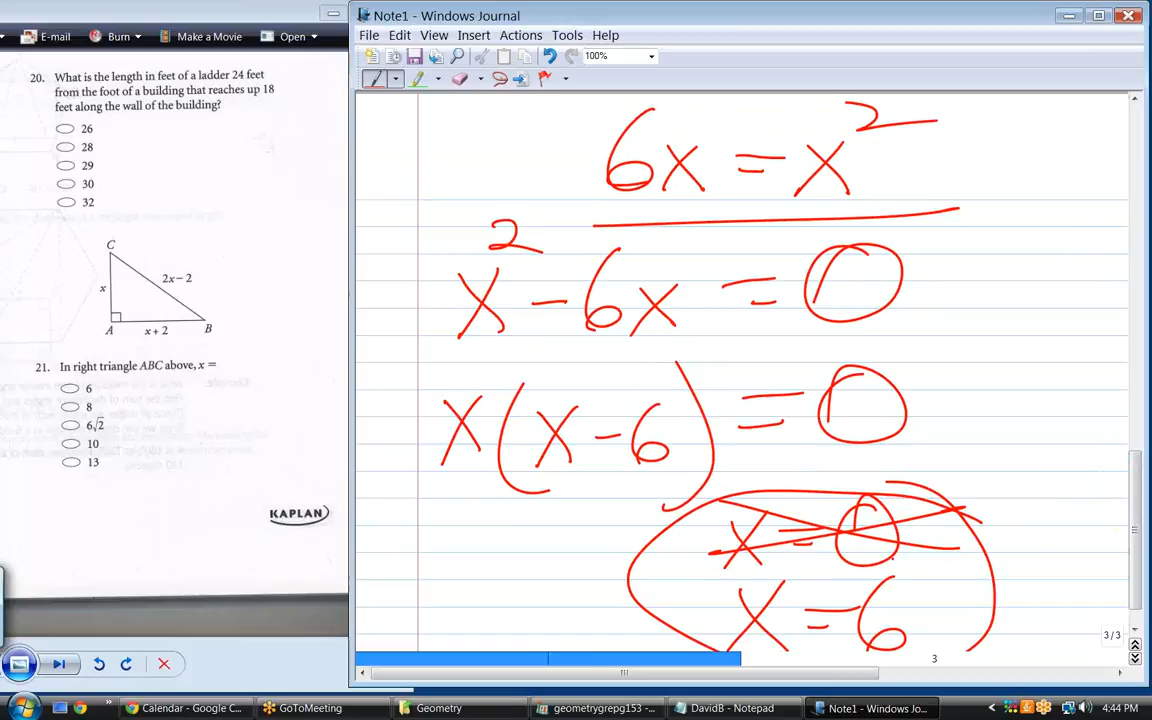 Note1 - Windows Journal
E-mail
Burn
Make a Movie
Open
File Edit View Insert Actions Tools Help
100%
20. What is the length in feet of a ladder 24 feet
from the foot of a building that reaches up 18
feet along the wall of the building?
26
28
29
30
32
C
2x – 2
x
A
x + 2
B
21. In right triangle ABC above, x =
6
8
6√2
10
13
KAPLAN
6x = x²
x² - 6x = 0
x(x - 6) = 0
x = 0
x = 6
3 / 3
3
Calendar - Google C...
GoToMeeting
Geometry
geometrygrepg153 -...
DavidB - Notepad
Note1 - Windows Jo...
4:44 PM